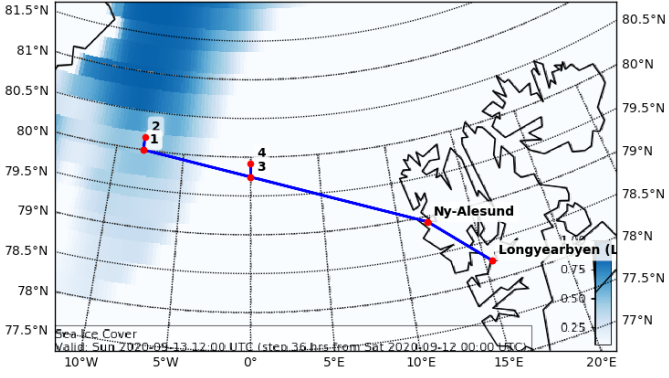 81.5°N
81°N
80.5°N
80°N
79.5°N
79°N
78.5°N
78°N
77.5°N
80.5°N
80°N
79.5°N
79°N
78.5°N
78°N
77.5°N
77°N
2
1
4
3
Ny-Alesund
Longyearbyen (L
1.00
0.75
0.50
0.25
Sea Ice Cover
Valid: Sun 2020-09-13 12:00 UTC (step 36 hrs from Sat 2020-09-12 00:00 UTC)
10°W
5°W
0°
5°E
10°E
15°E
20°E